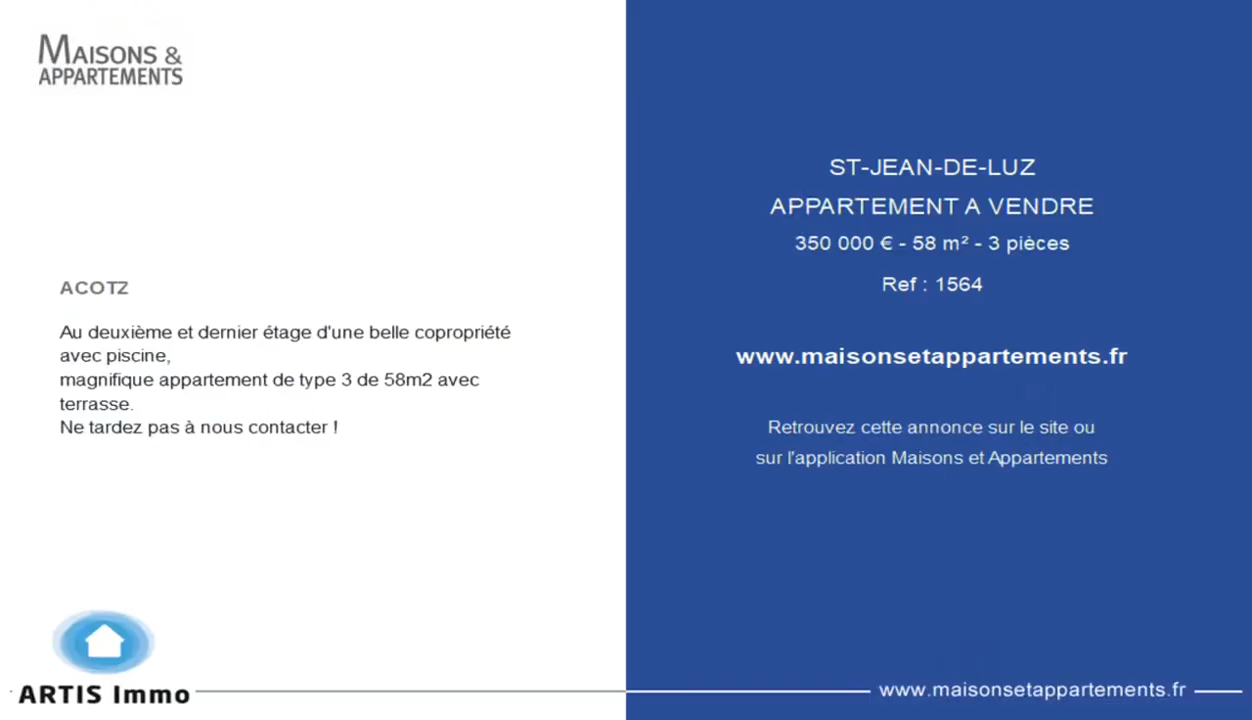 MAISONS &
APPARTEMENTS
ACOTZ
Au deuxième et dernier étage d'une belle copropriété
avec piscine,
magnifique appartement de type 3 de 58m2 avec
terrasse.
Ne tardez pas à nous contacter !
ARTIS Immo
ST-JEAN-DE-LUZ
APPARTEMENT A VENDRE
350 000 € - 58 m² - 3 pièces
Ref : 1564
www.maisonsetappartements.fr
Retrouvez cette annonce sur le site ou
sur l'application Maisons et Appartements
www.maisonsetappartements.fr